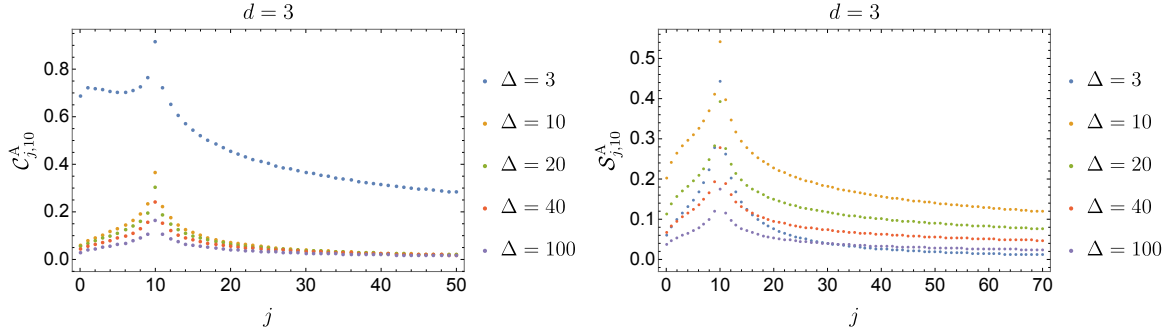 d = 3
0.8
0.6
0.4
0.2
0.0
C^A_{j,10}
0 10 20 30 40 50
j
Δ = 3
Δ = 10
Δ = 20
Δ = 40
Δ = 100
d = 3
0.5
0.4
0.3
0.2
0.1
0.0
S^A_{j,10}
0 10 20 30 40 50 60 70
j
Δ = 3
Δ = 10
Δ = 20
Δ = 40
Δ = 100